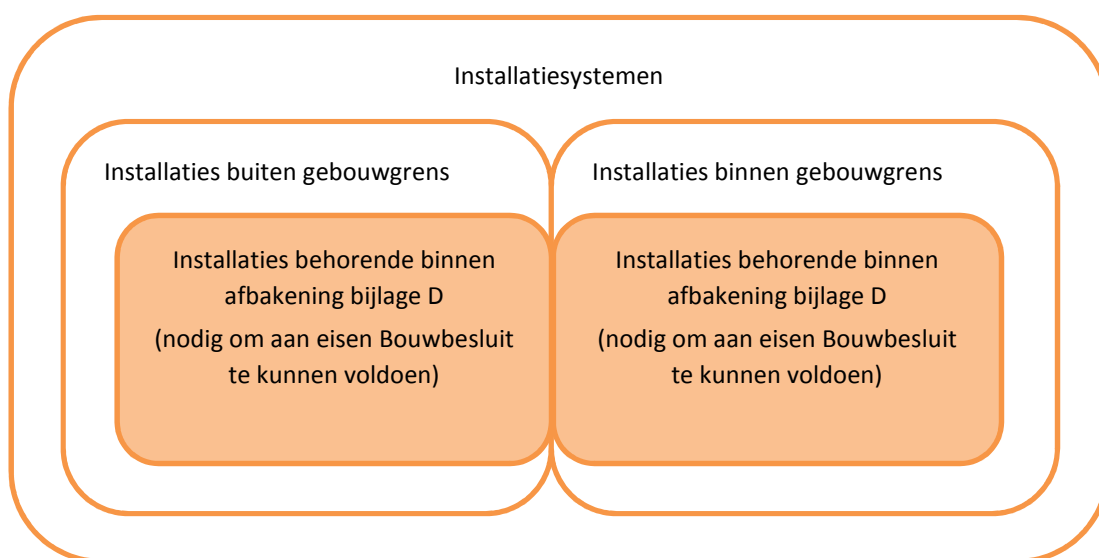 Installatiesystemen
Installaties buiten gebouwgrens
Installaties binnen gebouwgrens
Installaties behorende binnen
afbakening bijlage D
(nodig om aan eisen Bouwbesluit
te kunnen voldoen)
Installaties behorende binnen
afbakening bijlage D
(nodig om aan eisen Bouwbesluit
te kunnen voldoen)